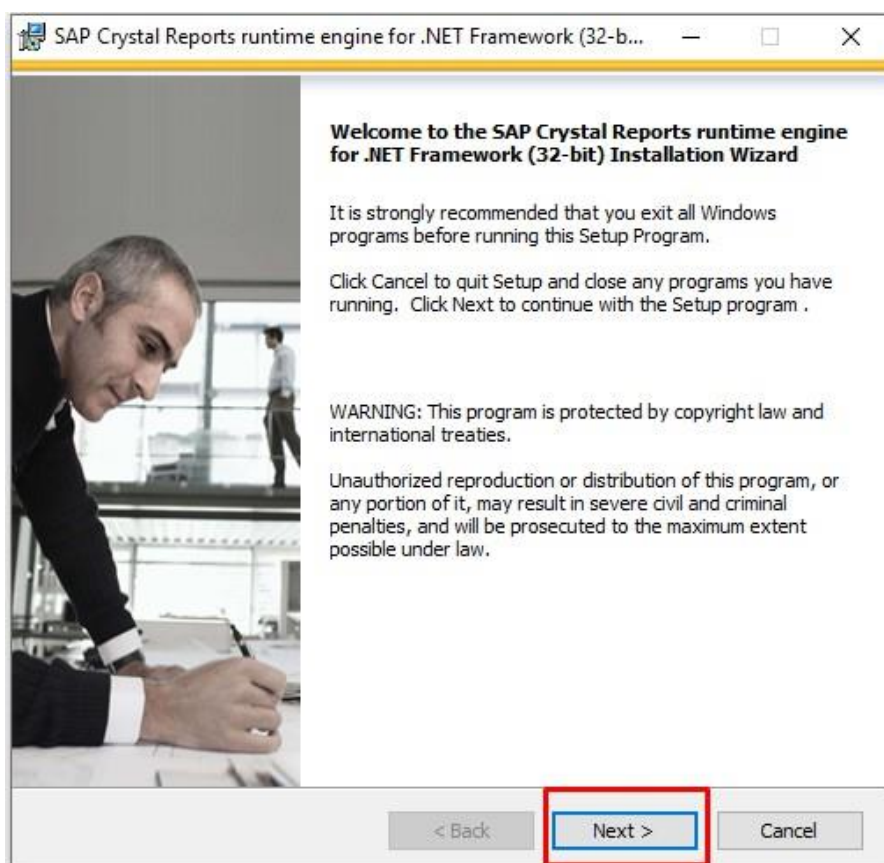 SAP Crystal Reports runtime engine for .NET Framework (32-b...
Welcome to the SAP Crystal Reports runtime engine
for .NET Framework (32-bit) Installation Wizard
It is strongly recommended that you exit all Windows
programs before running this Setup Program.
Click Cancel to quit Setup and close any programs you have
running.  Click Next to continue with the Setup program .
WARNING: This program is protected by copyright law and
international treaties.
Unauthorized reproduction or distribution of this program, or
any portion of it, may result in severe civil and criminal
penalties, and will be prosecuted to the maximum extent
possible under law.
< Back
Next >
Cancel